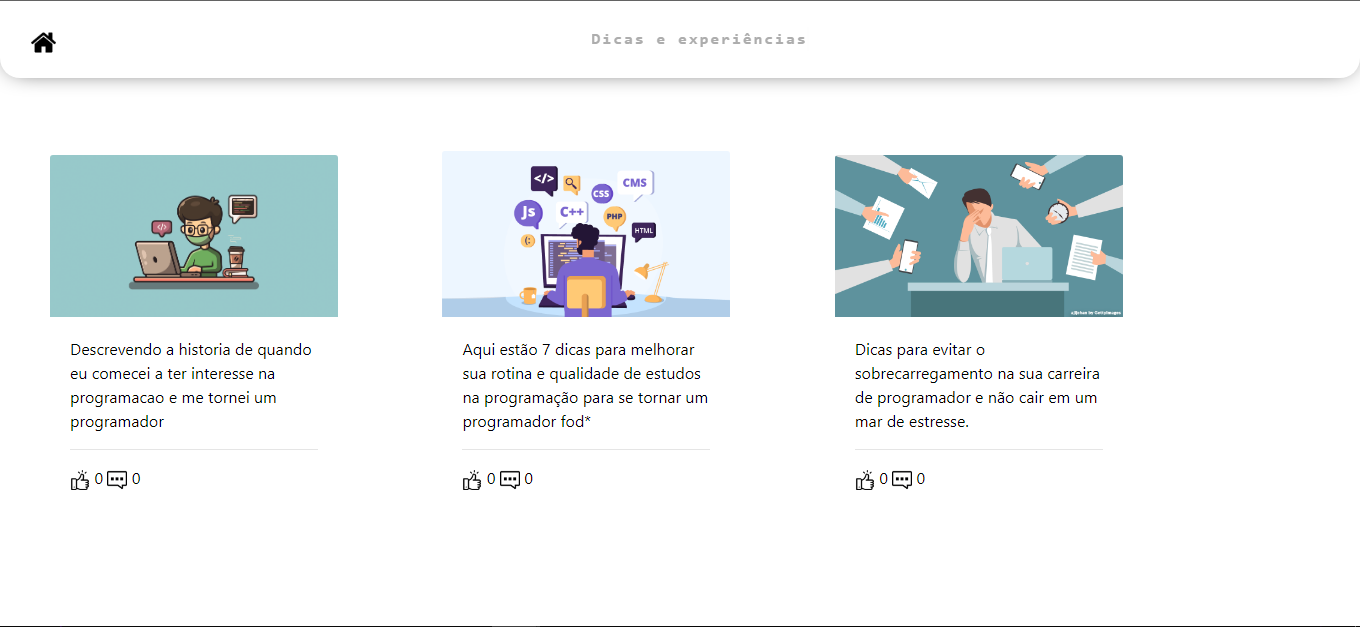 Dicas e experiências
</>
CMS
CSS
Js
C++
PHP
HTML
Descrevendo a historia de quando
eu comecei a ter interesse na
programacao e me tornei um
programador
0 0
Aqui estão 7 dicas para melhorar
sua rotina e qualidade de estudos
na programação para se tornar um
programador fod*
0 0
Dicas para evitar o
sobrecarregamento na sua carreira
de programador e não cair em um
mar de estresse.
0 0